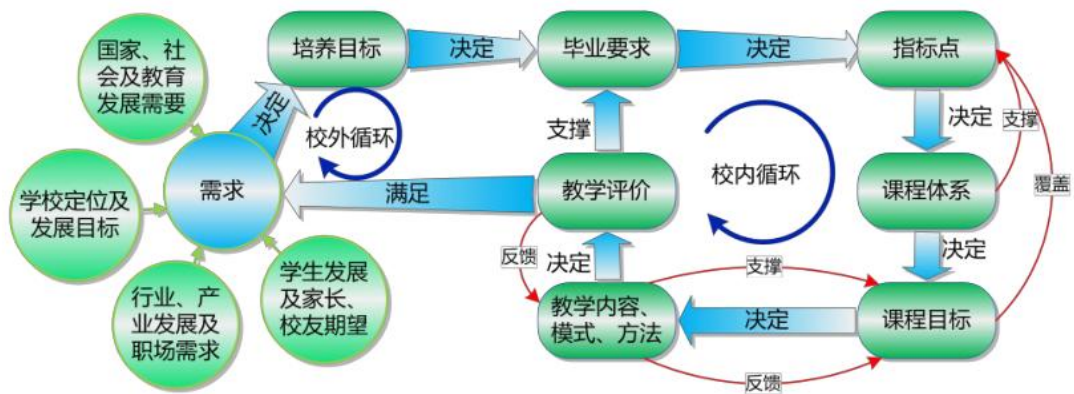 国家、社
会及教育
发展需要
学校定位及
发展目标
行业、产
业发展及
职场需求
学生发展
及家长、
校友期望
需求
决定
培养目标
决定
毕业要求
决定
指标点
校外循环
满足
支撑
教学评价
校内循环
决定
支撑
覆盖
课程体系
决定
反馈
决定
教学内容、
模式、方法
支撑
决定
课程目标
反馈